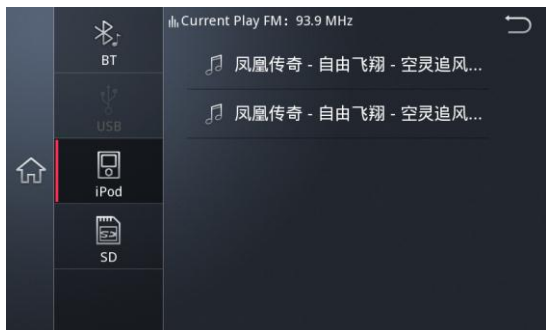 Current Play FM: 93.9 MHz
BT
USB
iPod
SD
凤凰传奇 - 自由飞翔 - 空灵追风...
凤凰传奇 - 自由飞翔 - 空灵追风...